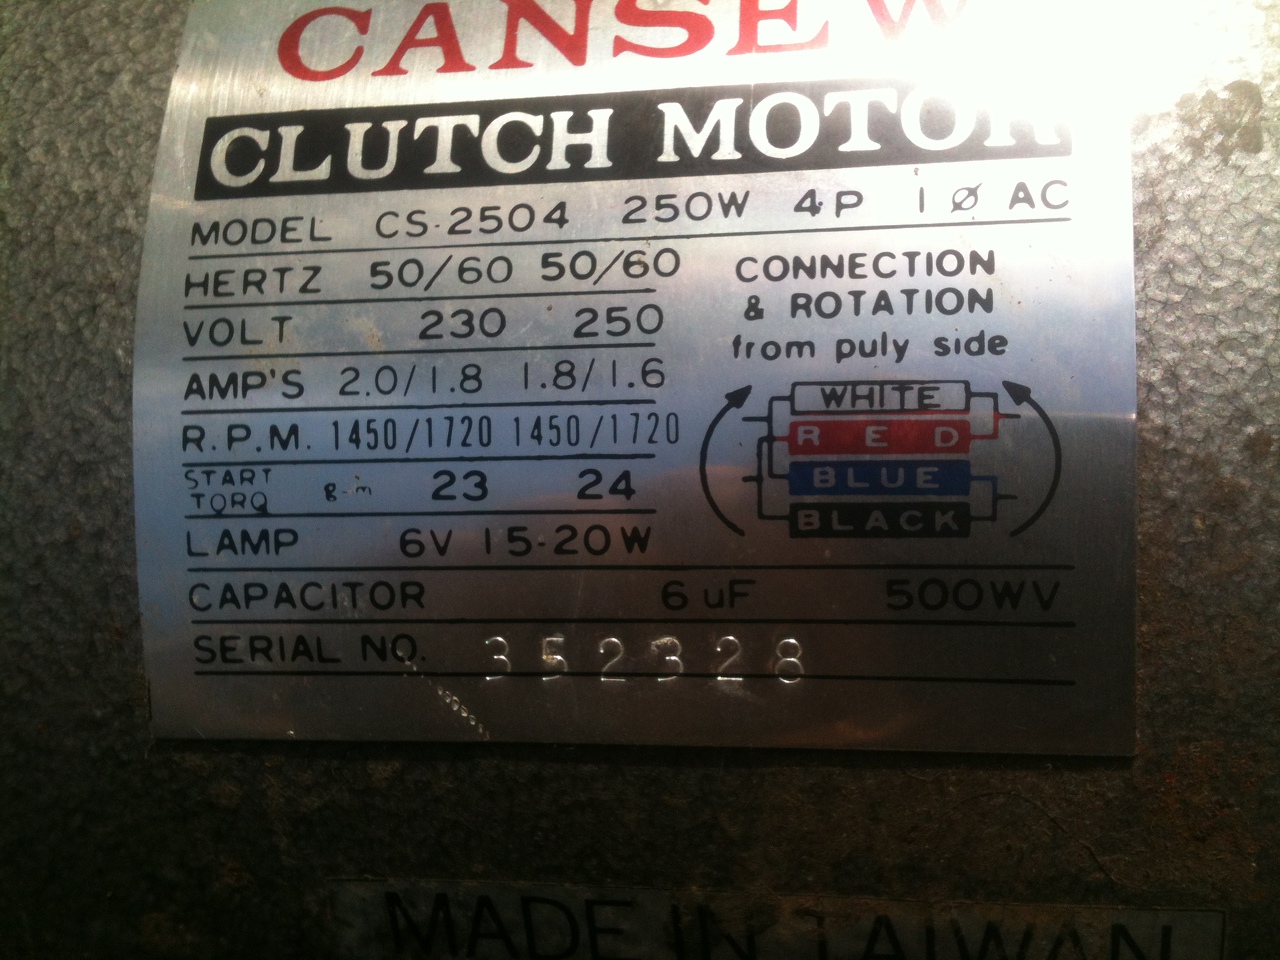 CANSEW
CLUTCH MOTOR
MODEL CS-2504 250W 4P 1 Ø AC
HERTZ 50/60 50/60
VOLT 230 250
AMP'S 2.0/1.8 1.8/1.6
R.P.M. 1450/1720 1450/1720
START TORQ g-m 23 24
LAMP 6V 15-20W
CONNECTION
& ROTATION
from puly side
WHITE
RED
BLUE
BLACK
CAPACITOR 6 uF 500WV
SERIAL NO. 352328
MADE IN TAIWAN